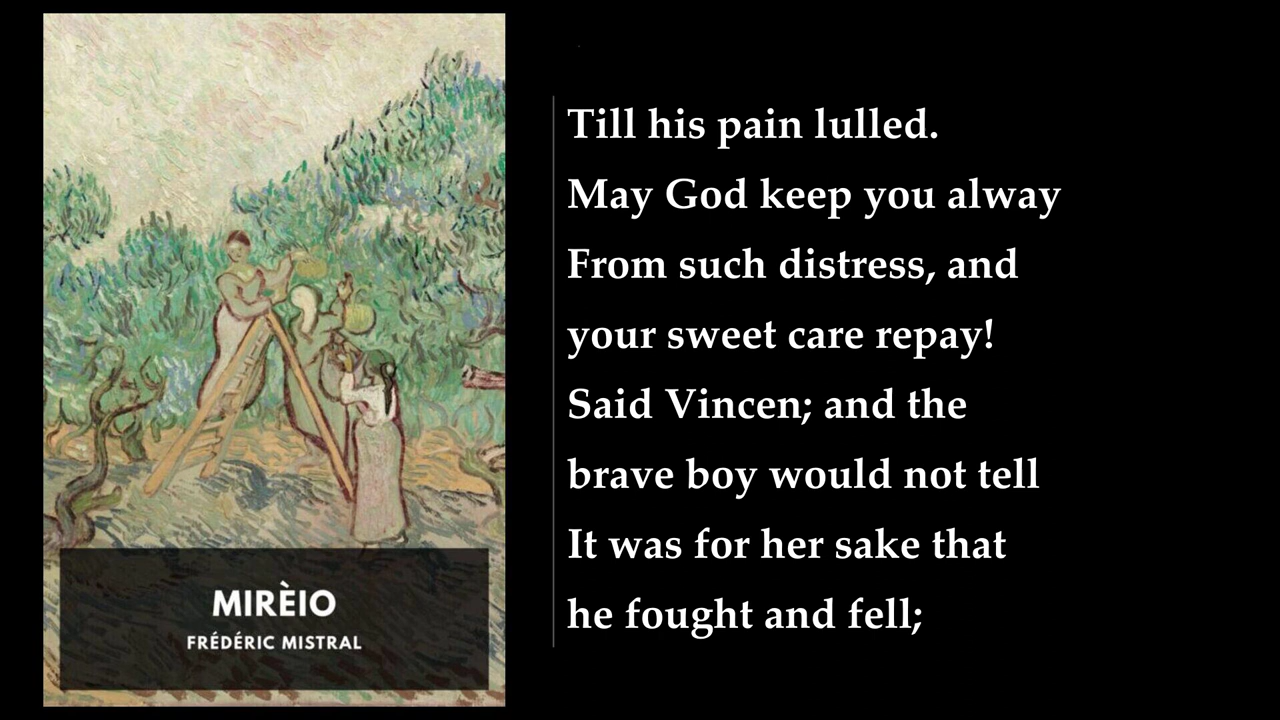 MIRÈIO
FRÉDÉRIC MISTRAL
Till his pain lulled.
May God keep you alway
From such distress, and
your sweet care repay!
Said Vincen; and the
brave boy would not tell
It was for her sake that
he fought and fell;